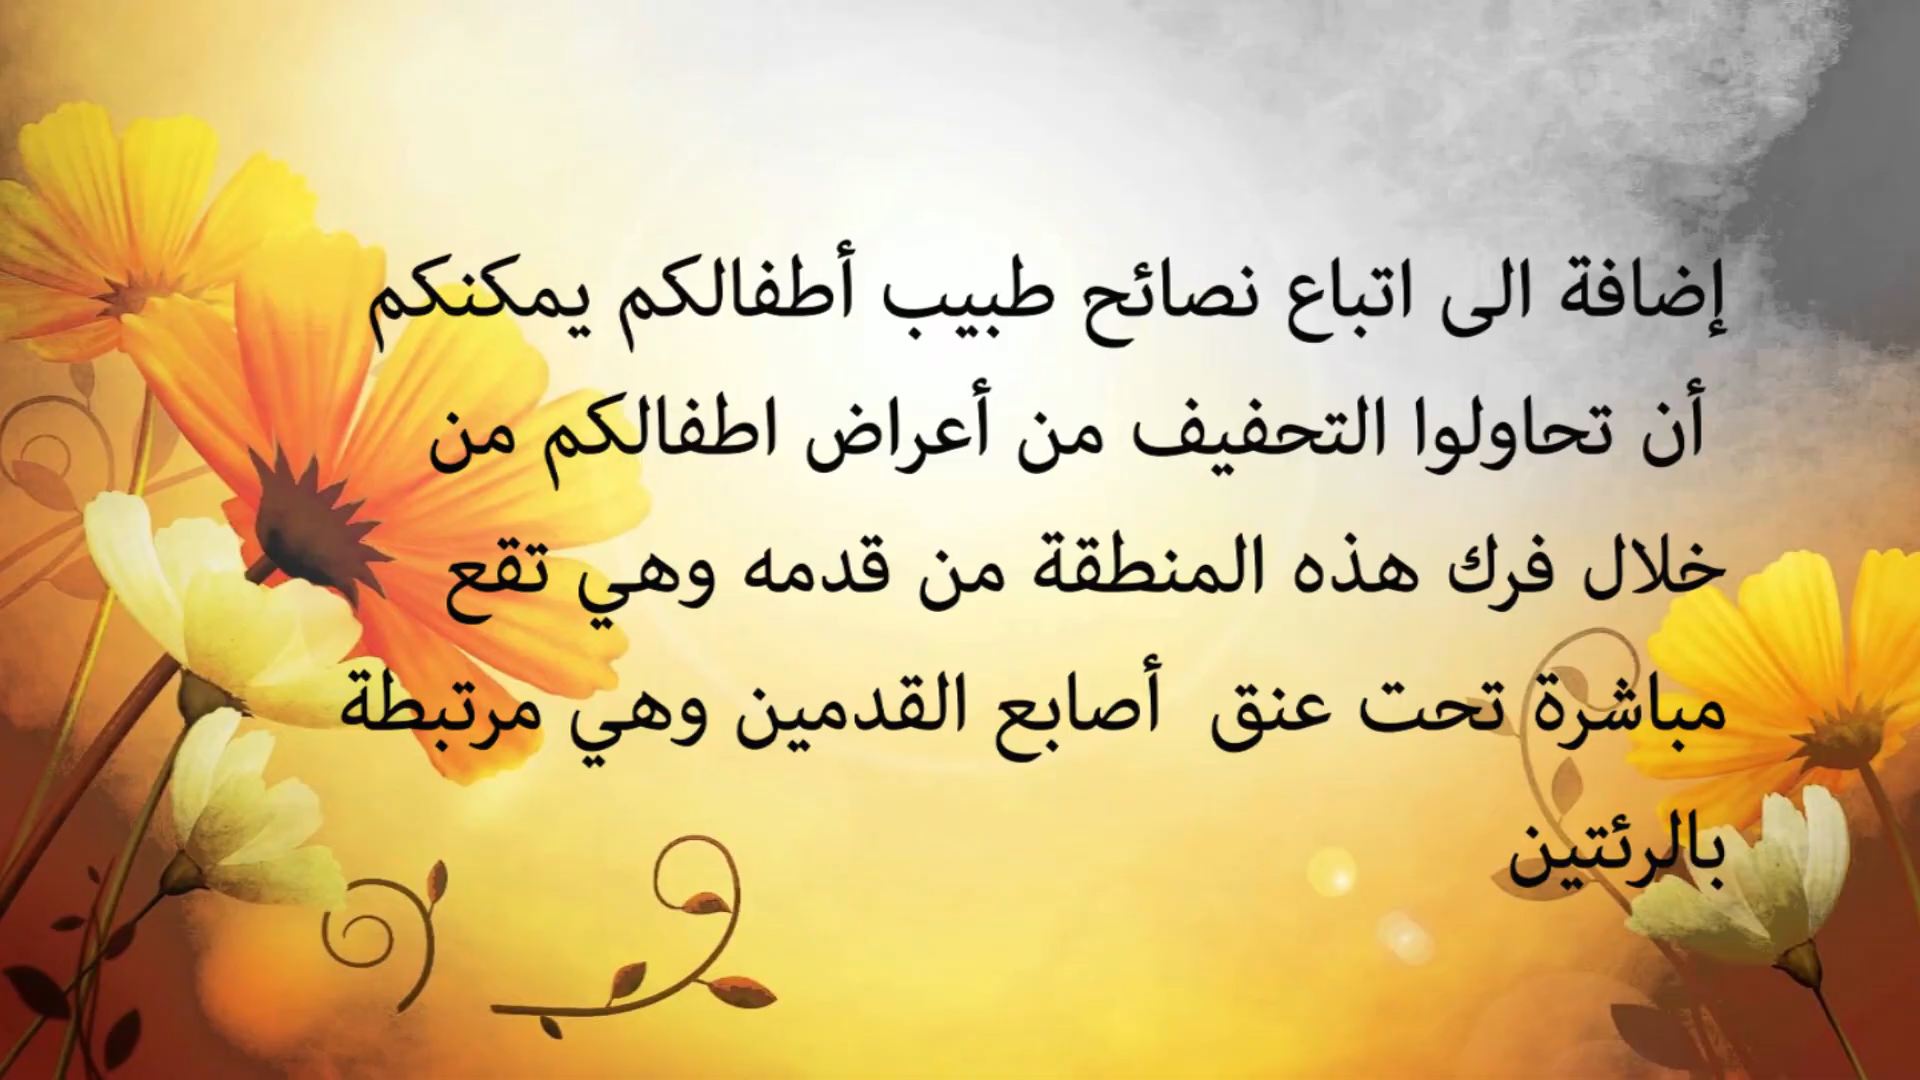 إضافة الى اتباع نصائح طبيب أطفالكم يمكنكم
أن تحاولوا التحفيف من أعراض اطفالكم من
خلال فرك هذه المنطقة من قدمه وهي تقع
مباشرة تحت عنق أصابع القدمين وهي مرتبطة
بالرئتين